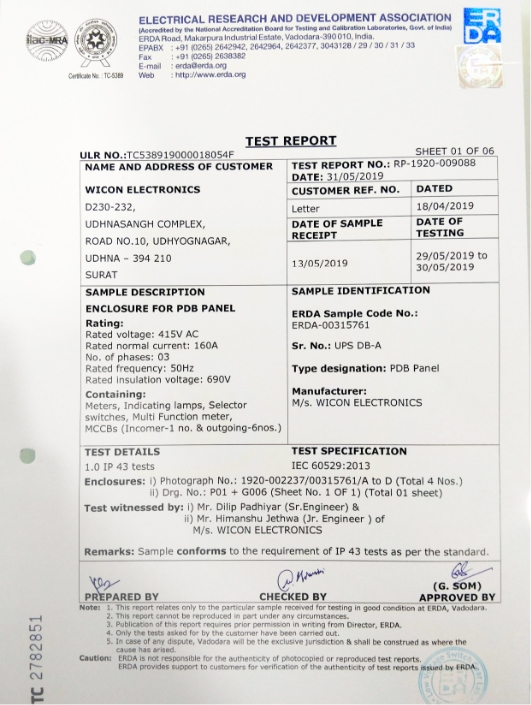 ilac-MRA
Certificate No. : TC-5389
ELECTRICAL RESEARCH AND DEVELOPMENT ASSOCIATION
(Accredited by the National Accreditation Board for Testing and Calibration Laboratories, Govt. of India)
ERDA Road, Makarpura Industrial Estate, Vadodara-390 010, India.
EPABX : +91 (0265) 2642942, 2642964, 2642377, 3043128 / 29 / 30 / 31 / 33
Fax : +91 (0265) 2638382
E-mail : erda@erda.org
Web : http://www.erda.org
ERDA
TEST REPORT
ULR NO.:TC538919000018054F
SHEET 01 OF 06
NAME AND ADDRESS OF CUSTOMER
WICON ELECTRONICS
D230-232,
UDHNASANGH COMPLEX,
ROAD NO.10, UDHYOGNAGAR,
UDHNA – 394 210
SURAT
TEST REPORT NO.: RP-1920-009088
DATE: 31/05/2019
CUSTOMER REF. NO. DATED
Letter 18/04/2019
DATE OF SAMPLE RECEIPT
DATE OF TESTING
13/05/2019
29/05/2019 to
30/05/2019
SAMPLE DESCRIPTION
ENCLOSURE FOR PDB PANEL
Rating:
Rated voltage: 415V AC
Rated normal current: 160A
No. of phases: 03
Rated frequency: 50Hz
Rated insulation voltage: 690V
Containing:
Meters, Indicating lamps, Selector
switches, Multi Function meter,
MCCBs (Incomer-1 no. & outgoing-6nos.)
SAMPLE IDENTIFICATION
ERDA Sample Code No.:
ERDA-00315761
Sr. No.: UPS DB-A
Type designation: PDB Panel
Manufacturer:
M/s. WICON ELECTRONICS
TEST DETAILS
1.0 IP 43 tests
TEST SPECIFICATION
IEC 60529:2013
Enclosures: i) Photograph No.: 1920-002237/00315761/A to D (Total 4 Nos.)
ii) Drg. No.: P01 + G006 (Sheet No. 1 OF 1) (Total 01 sheet)
Test witnessed by: i) Mr. Dilip Padhiyar (Sr.Engineer) &
ii) Mr. Himanshu Jethwa (Jr. Engineer ) of
M/s. WICON ELECTRONICS
Remarks: Sample conforms to the requirement of IP 43 tests as per the standard.
(G. SOM)
PREPARED BY CHECKED BY APPROVED BY
Note: 1. This report relates only to the particular sample received for testing in good condition at ERDA, Vadodara.
2. This report cannot be reproduced in part under any circumstances.
3. Publication of this report requires prior permission in writing from Director, ERDA.
4. Only the tests asked for by the customer have been carried out.
5. In case of any dispute, Vadodara will be the exclusive jurisdiction & shall be construed as where the
cause has arised.
Caution: ERDA is not responsible for the authenticity of photocopied or reproduced test reports.
ERDA provides support to customers for verification of the authenticity of test reports issued by ERDA.
TC 2782851